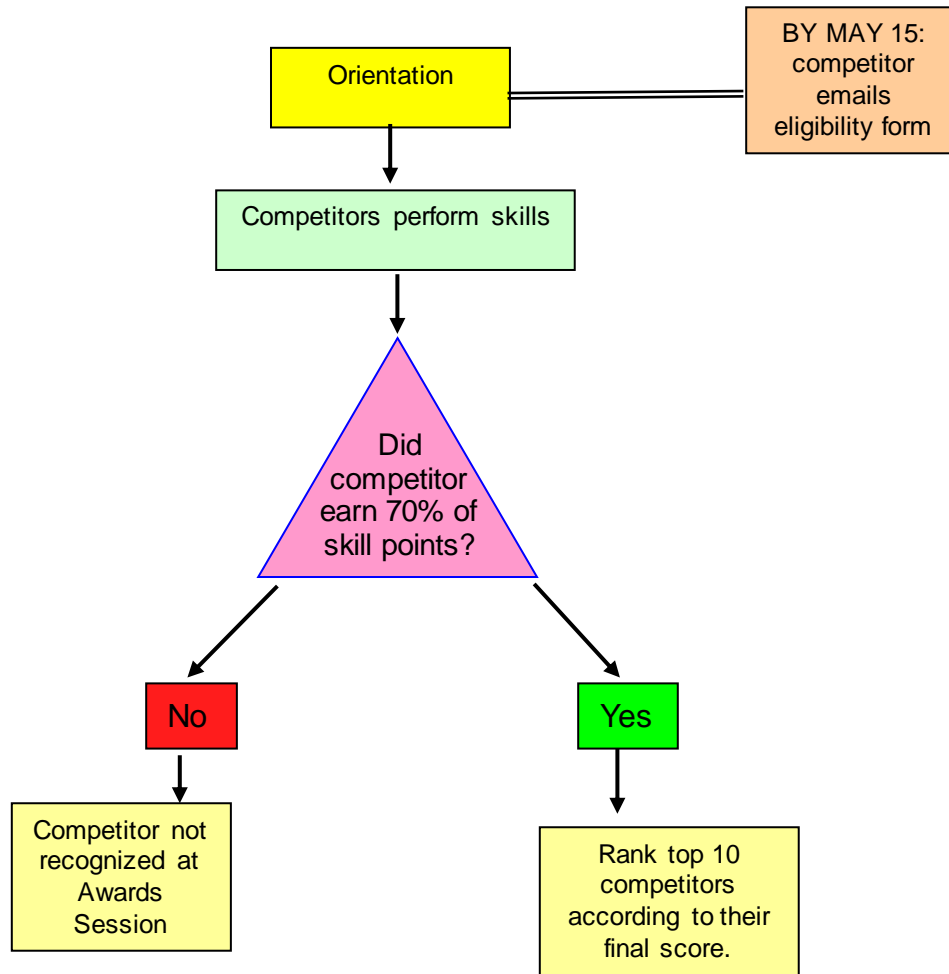 Orientation
BY MAY 15:
competitor
emails
eligibility form
Competitors perform skills
Did
competitor
earn 70% of
skill points?
No
Yes
Competitor not
recognized at
Awards
Session
Rank top 10
competitors
according to their
final score.